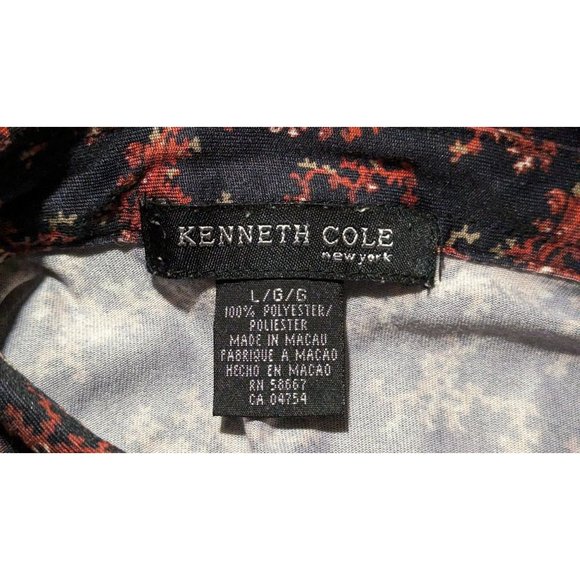 KENNETH COLE
new york
L/G/G
100% POLYESTER/
POLIESTER
MADE IN MACAU
FABRIQUE A MACAO
HECHO EN MACAO
RN 58667
CA 04754